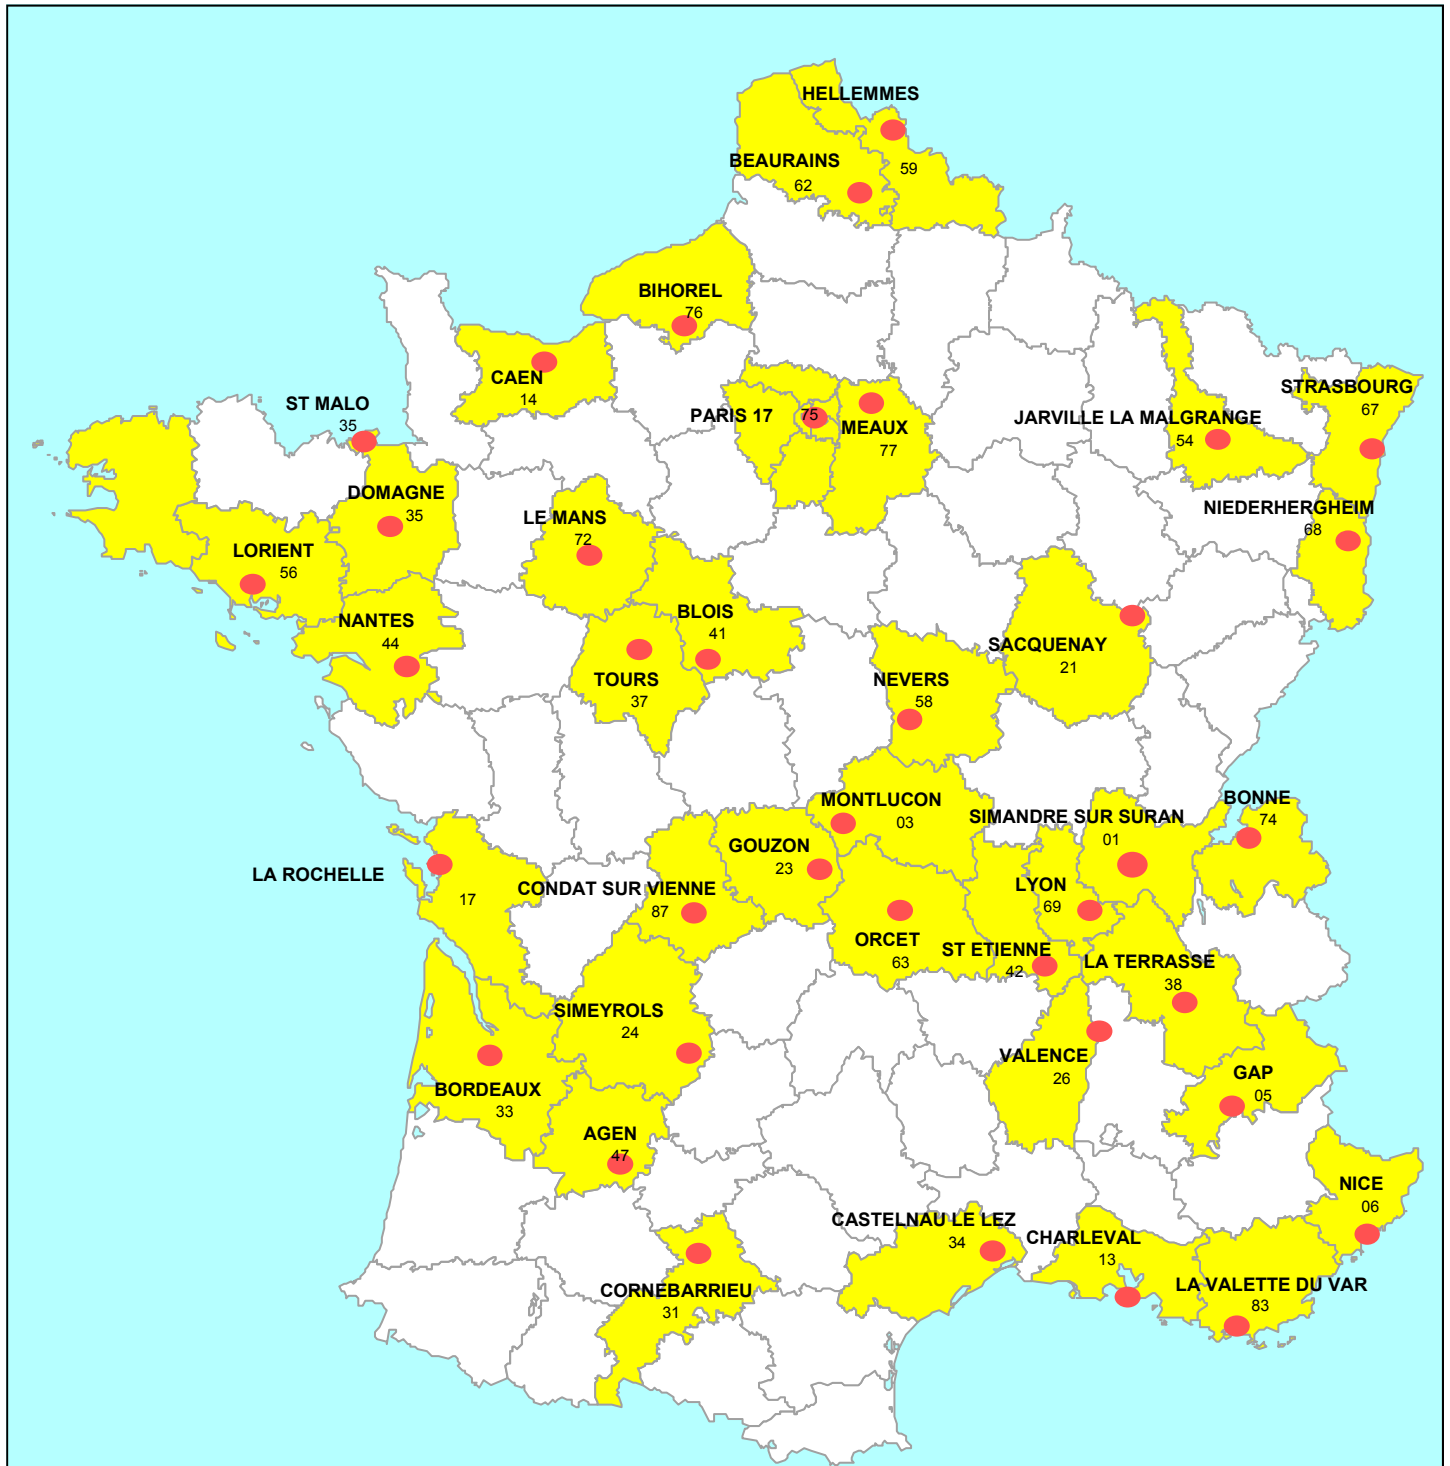 HELLEMMES
59
BEAURAINS
62
BIHOREL
76
CAEN
14
ST MALO
35
PARIS 17
75
MEAUX
77
STRASBOURG
67
JARVILLE LA MALGRANGE
54
DOMAGNE
35
LE MANS
72
NIEDERHERGHEIM
68
LORIENT
56
NANTES
44
BLOIS
41
TOURS
37
SACQUENAY
21
NEVERS
58
MONTLUCON
03
SIMANDRE SUR SURAN
01
BONNE
74
GOUZON
23
LA ROCHELLE
17
CONDAT SUR VIENNE
87
LYON
69
ORCET
63
ST ETIENNE
42
LA TERRASSE
38
SIMEYROLS
24
VALENCE
26
GAP
05
BORDEAUX
33
AGEN
47
NICE
06
CASTELNAU LE LEZ
34
CHARLEVAL
13
CORNEBARRIEU
31
LA VALETTE DU VAR
83